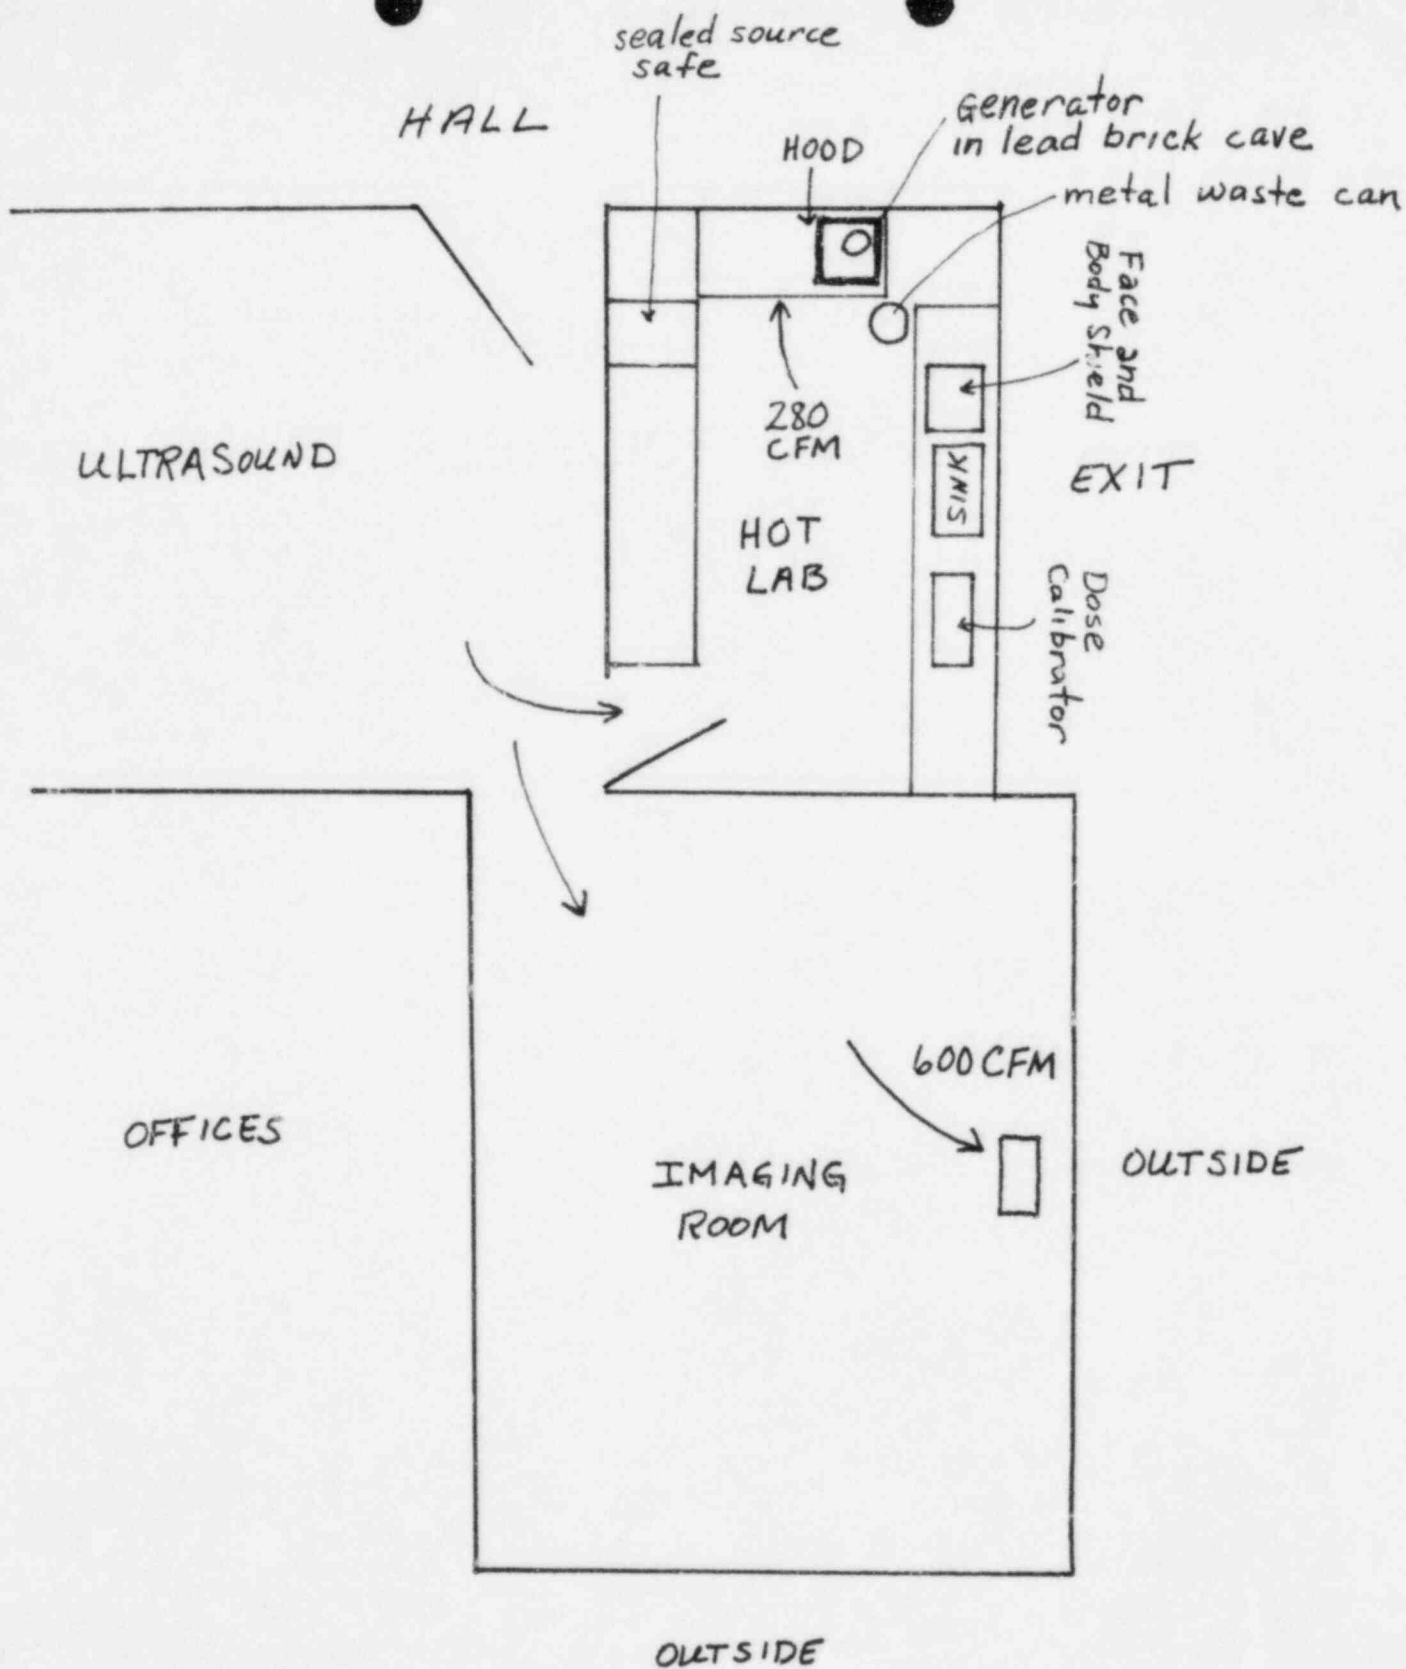 sealed source
safe
HALL
Generator
in lead brick cave
HOOD
metal waste can
Face and
Body Shield
280
CFM
ULTRASOUND
SINK
EXIT
HOT
LAB
Dose
Calibrator
600 CFM
OFFICES
IMAGING
ROOM
OUTSIDE
OUTSIDE